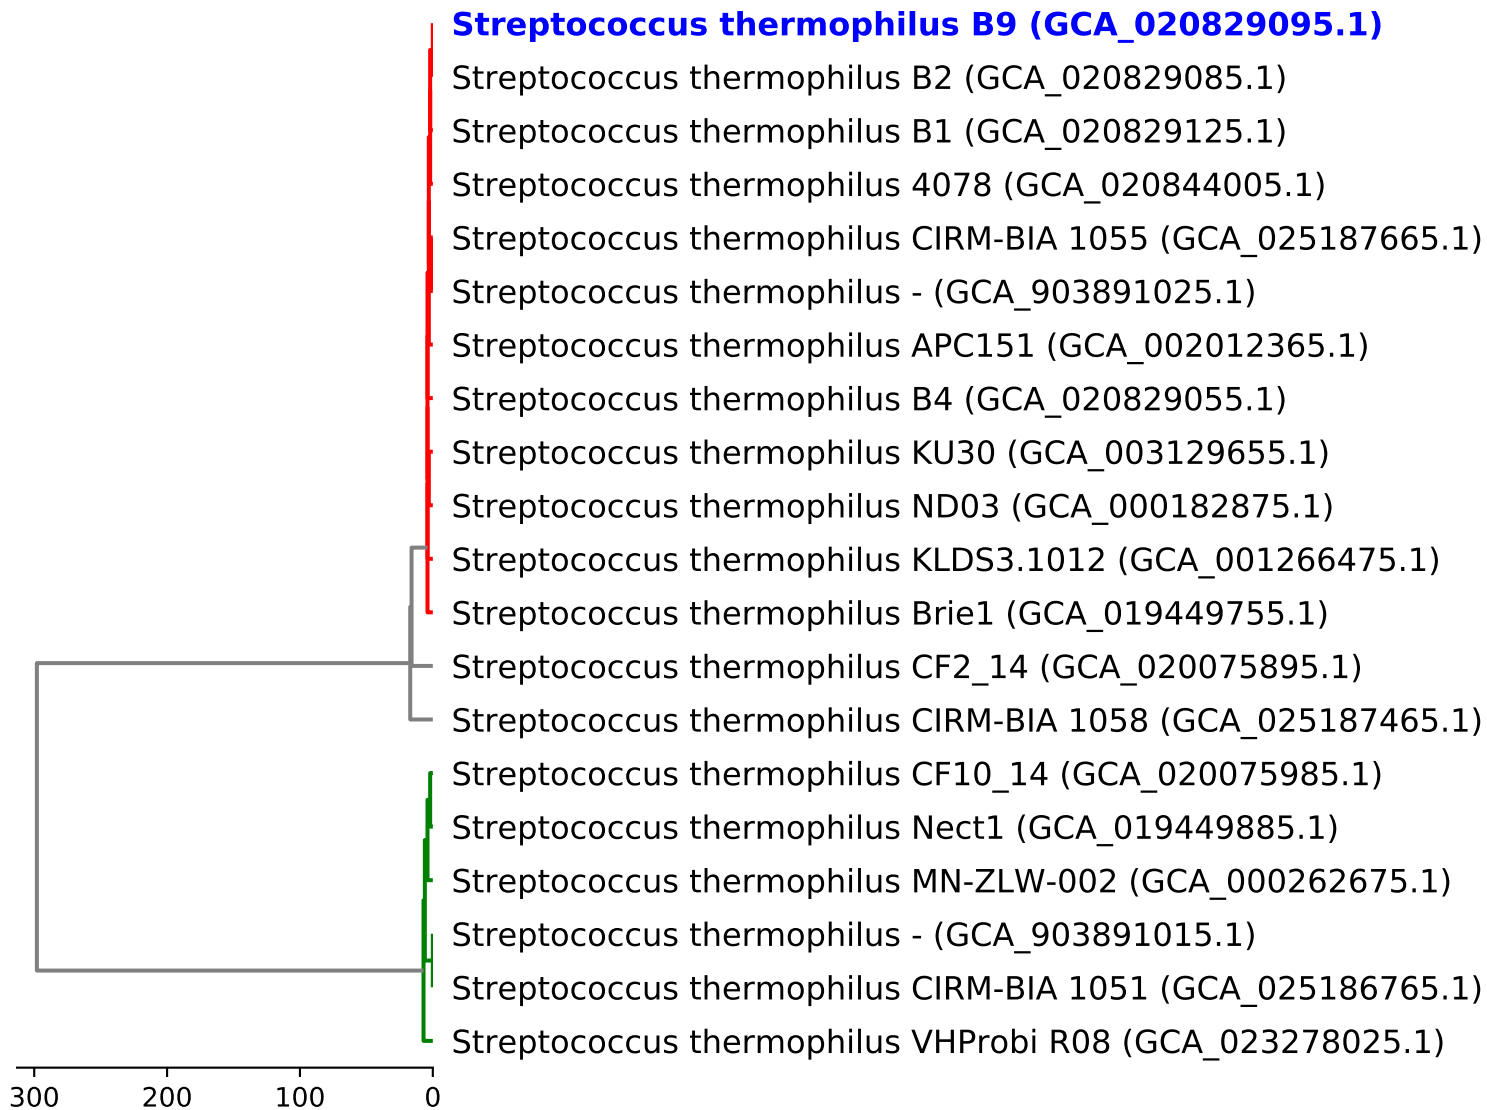 Streptococcus thermophilus B9 (GCA_020829095.1)
Streptococcus thermophilus B2 (GCA_020829085.1)
Streptococcus thermophilus B1 (GCA_020829125.1)
Streptococcus thermophilus 4078 (GCA_020844005.1)
Streptococcus thermophilus CIRM-BIA 1055 (GCA_025187665.1)
Streptococcus thermophilus - (GCA_903891025.1)
Streptococcus thermophilus APC151 (GCA_002012365.1)
Streptococcus thermophilus B4 (GCA_020829055.1)
Streptococcus thermophilus KU30 (GCA_003129655.1)
Streptococcus thermophilus ND03 (GCA_000182875.1)
Streptococcus thermophilus KLDS3.1012 (GCA_001266475.1)
Streptococcus thermophilus Brie1 (GCA_019449755.1)
Streptococcus thermophilus CF2_14 (GCA_020075895.1)
Streptococcus thermophilus CIRM-BIA 1058 (GCA_025187465.1)
Streptococcus thermophilus CF10_14 (GCA_020075985.1)
Streptococcus thermophilus Nect1 (GCA_019449885.1)
Streptococcus thermophilus MN-ZLW-002 (GCA_000262675.1)
Streptococcus thermophilus - (GCA_903891015.1)
Streptococcus thermophilus CIRM-BIA 1051 (GCA_025186765.1)
Streptococcus thermophilus VHProbi R08 (GCA_023278025.1)
300 200 100 0